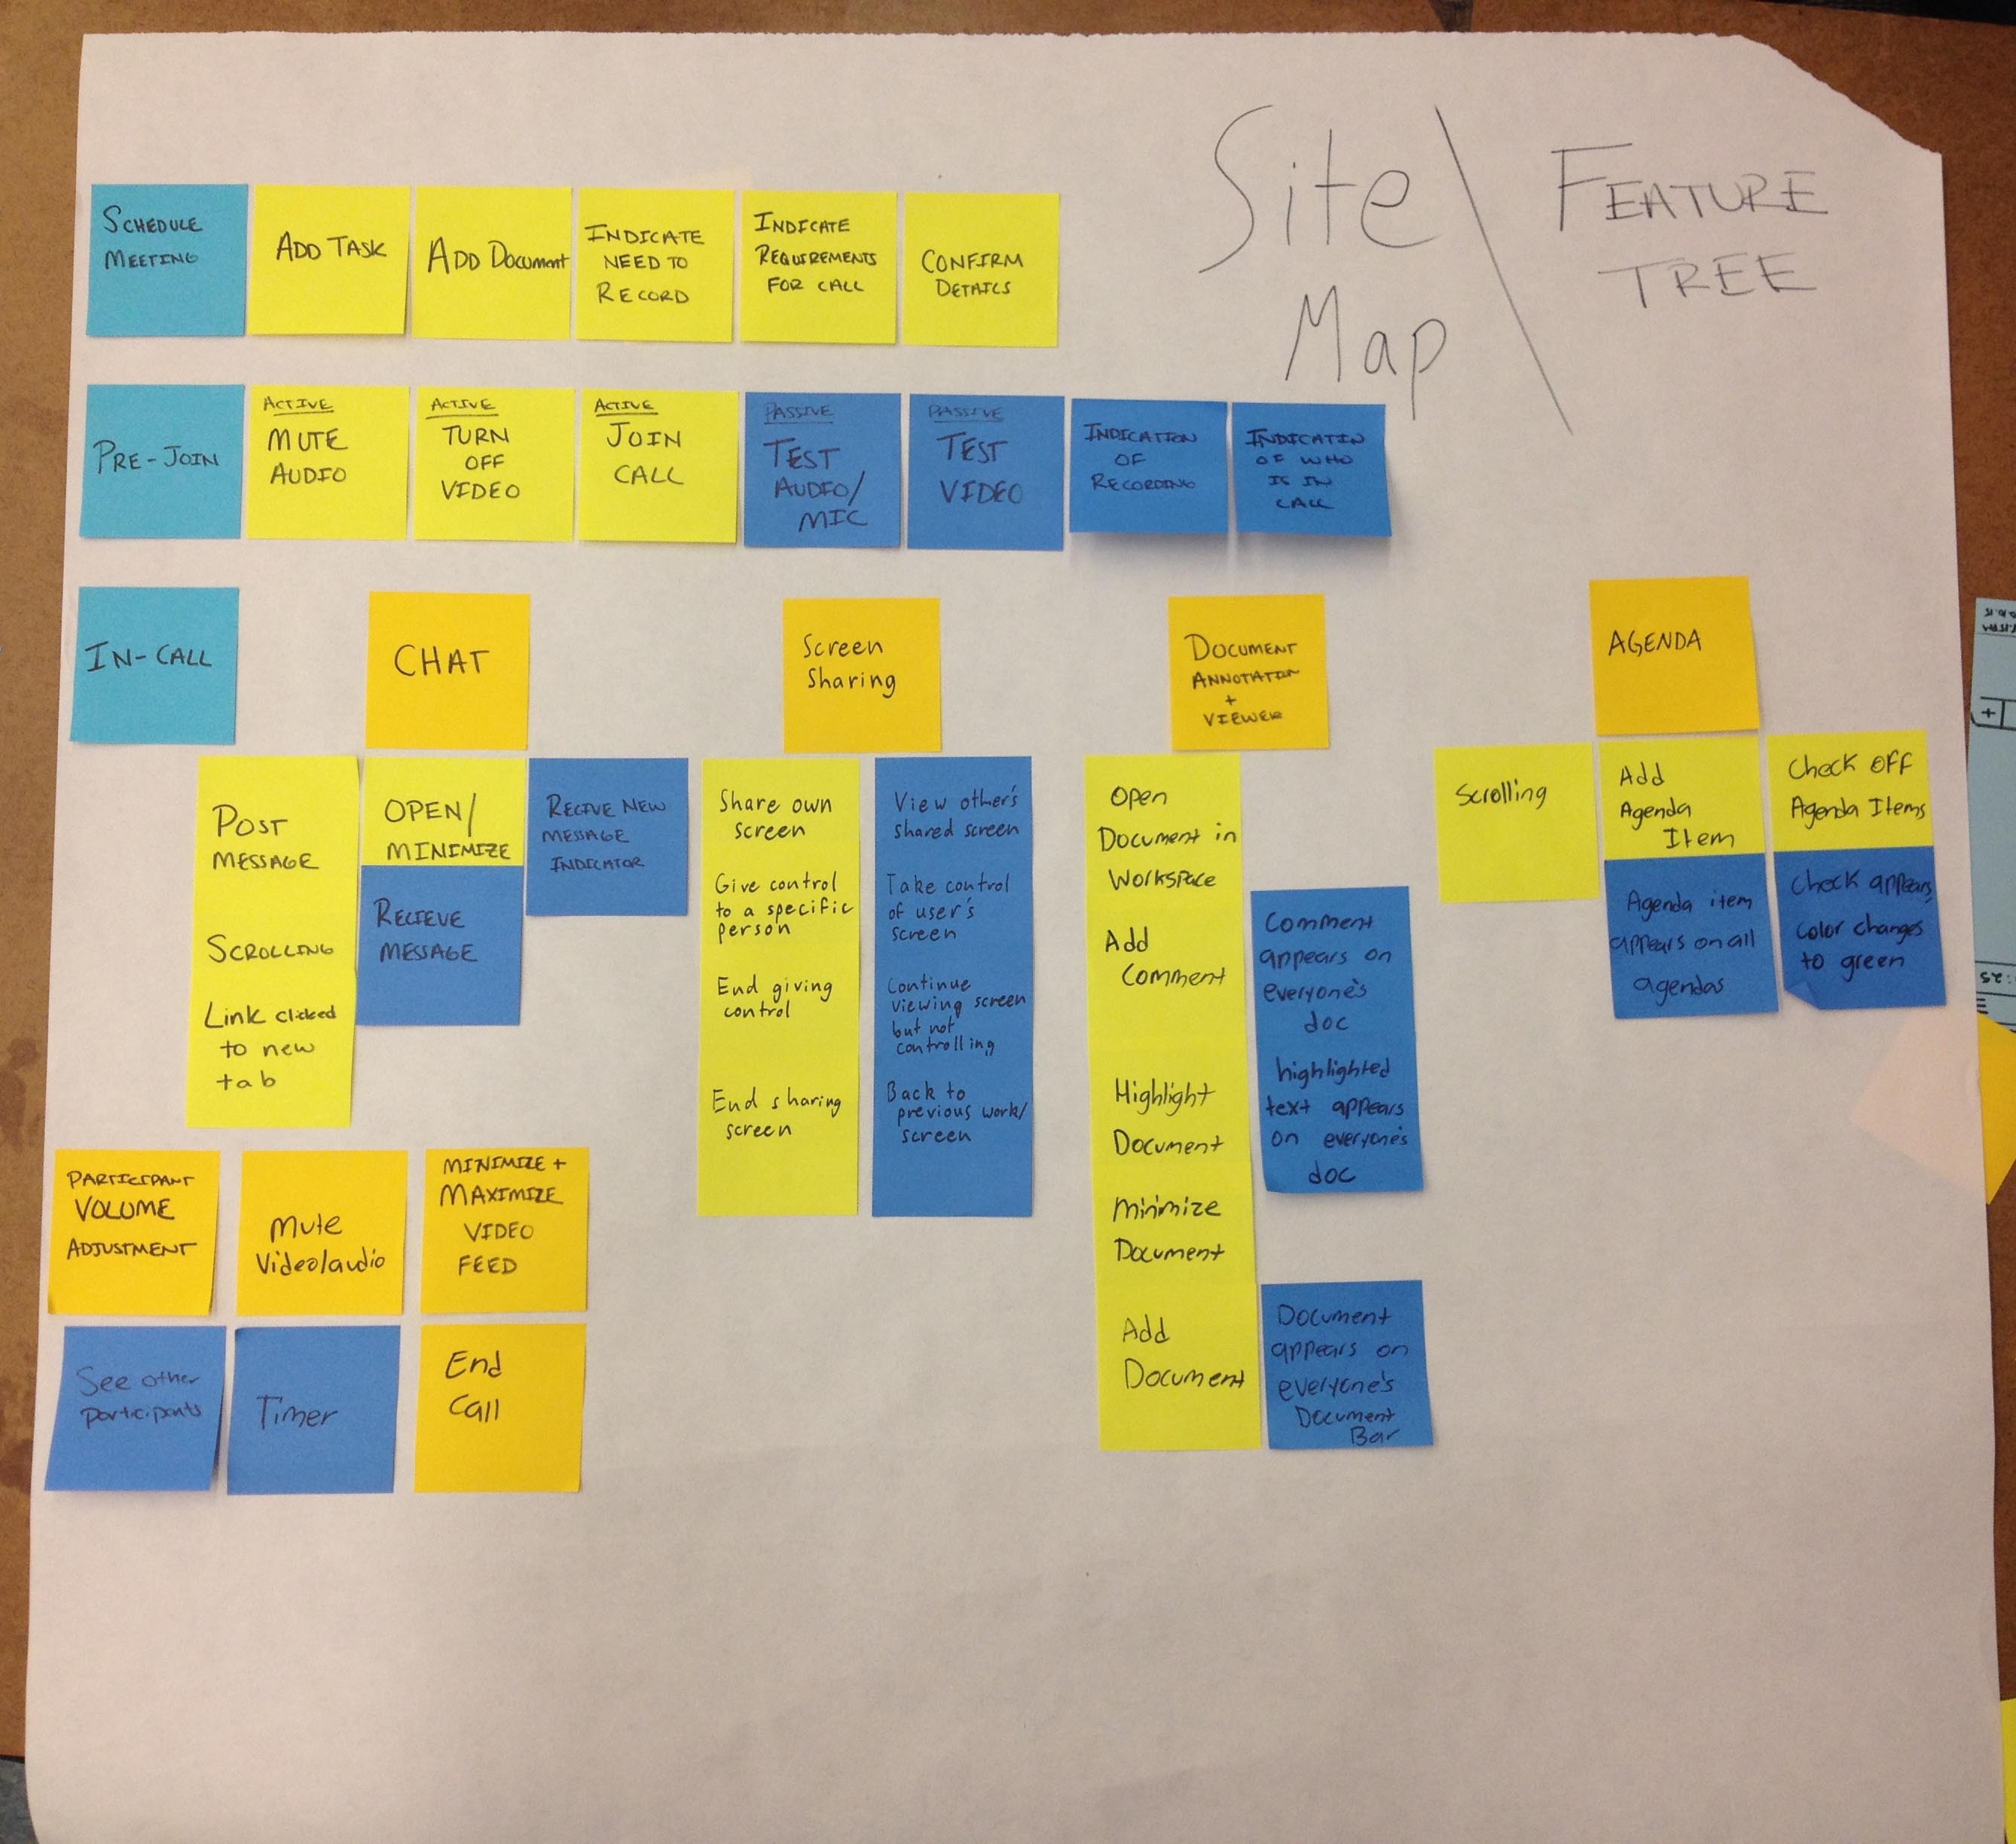 Site
Map
FEATURE
TREE
SCHEDULE
MEETING
ADD TASK
ADD DOCUMENT
INDICATE
NEED TO
RECORD
INDICATE
REQUIREMENTS
FOR CALL
CONFIRM
DETAILS
PRE-JOIN
ACTIVE
MUTE
AUDIO
ACTIVE
TURN
OFF
VIDEO
ACTIVE
JOIN
CALL
PASSIVE
TEST
AUDIO/
MIC
PASSIVE
TEST
VIDEO
INDICATION
OF
RECORDING
INDICATIN
OF WHO
IS IN
CALL
IN-CALL
CHAT
POST
MESSAGE
SCROLLING
Link clicked
to new
tab
OPEN/
MINIMIZE
RECIEVE
MESSAGE
RECIVE NEW
MESSAGE
INDICATOR
Screen
Sharing
Share own
screen
Give control
to a specific
person
End giving
control
End sharing
screen
View other's
shared screen
Take control
of user's
screen
Continue
viewing screen
but not
controlling
Back to
previous work/
screen
DOCUMENT
ANNOTATION
+
VIEWER
Open
Document in
Workspace
Add
Comment
Highlight
Document
Minimize
Document
Add
Document
Comment
appears on
everyone's
doc
highlighted
text appears
on everyone's
doc
Document
appears on
everyone's
Document
Bar
AGENDA
Scrolling
Add
Agenda
Item
Agenda item
appears on all
agendas
Check off
Agenda Items
Check appears,
color changes
to green
PARTICIPANT
VOLUME
ADJUSTMENT
Mute
Video/audio
MINIMIZE +
MAXIMIZE
VIDEO
FEED
See other
participants
Timer
End
Call